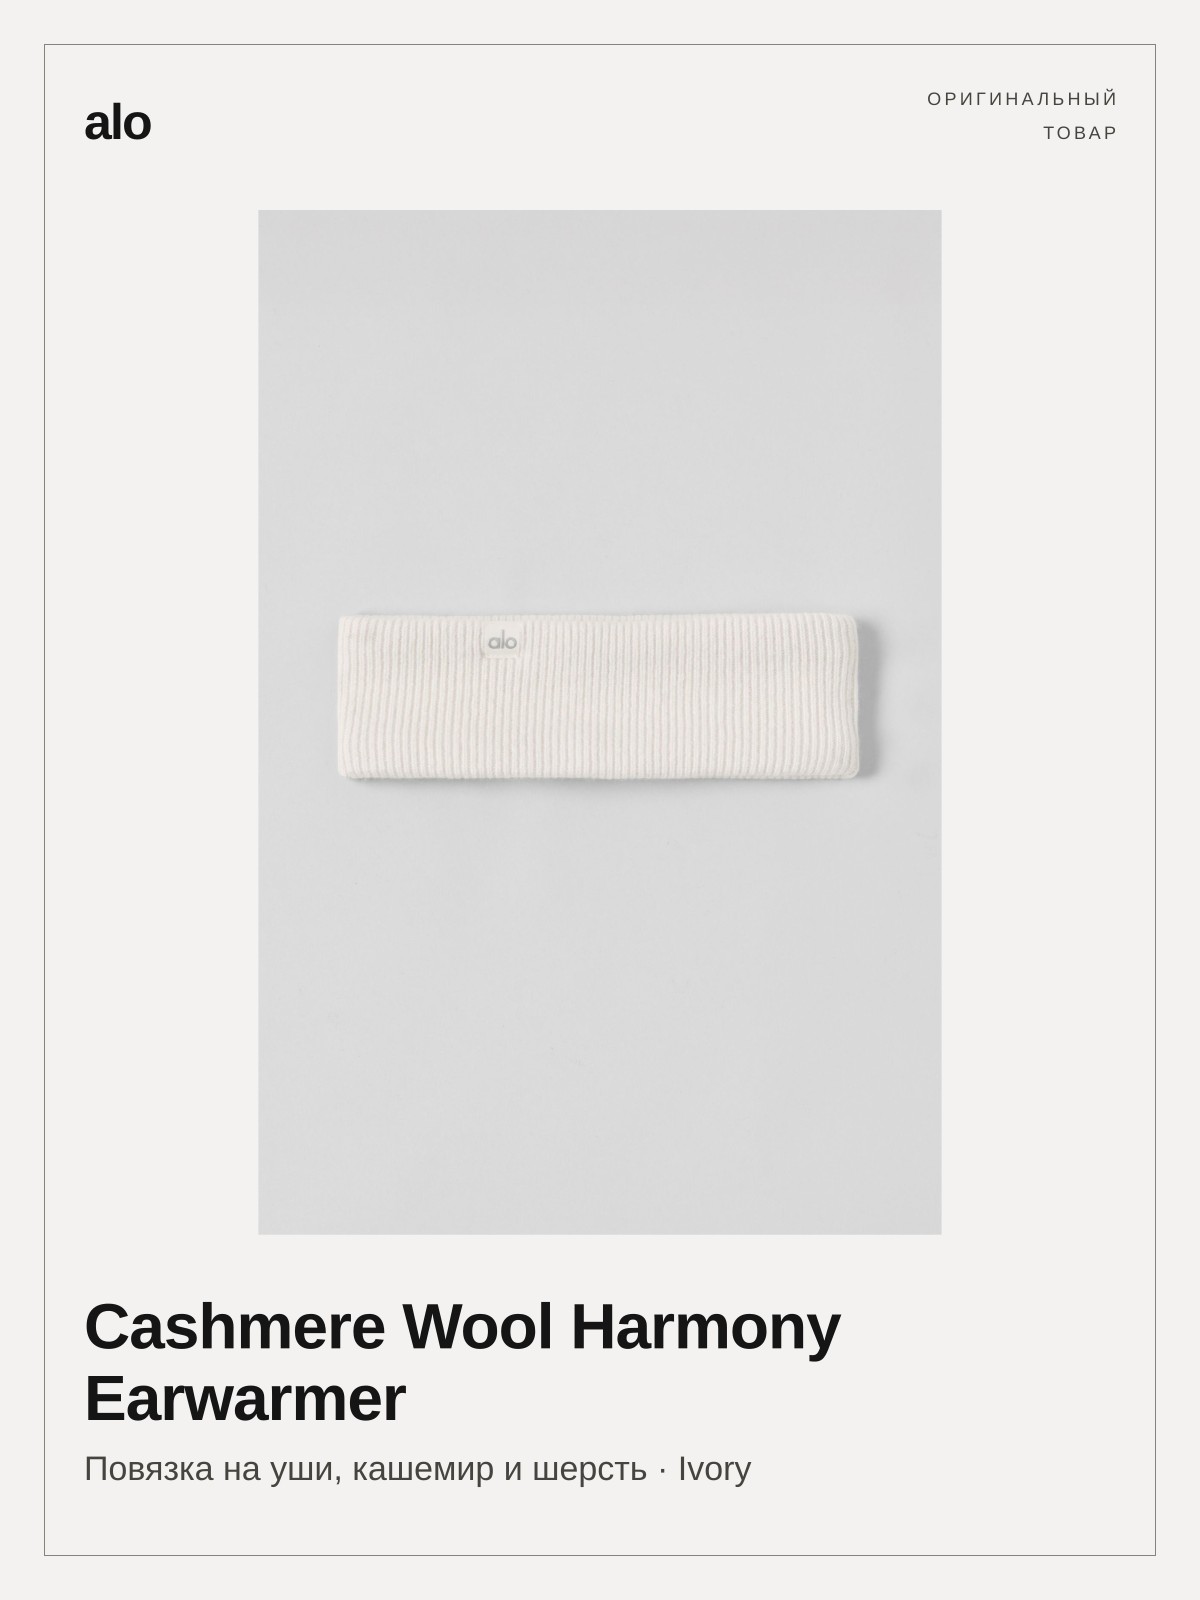 alo
ОРИГИНАЛЬНЫЙ
ТОВАР
alo
Cashmere Wool Harmony
Earwarmer
Повязка на уши, кашемир и шерсть · Ivory